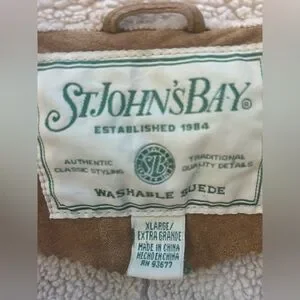 ST. JOHN'S BAY®
ESTABLISHED 1984
AUTHENTIC TRADITIONAL
CLASSIC STYLING SJB QUALITY DETAILS
WASHABLE SUEDE
XLARGE/
EXTRA GRANDE
MADE IN CHINA
HECHO EN CHINA
RN 93677